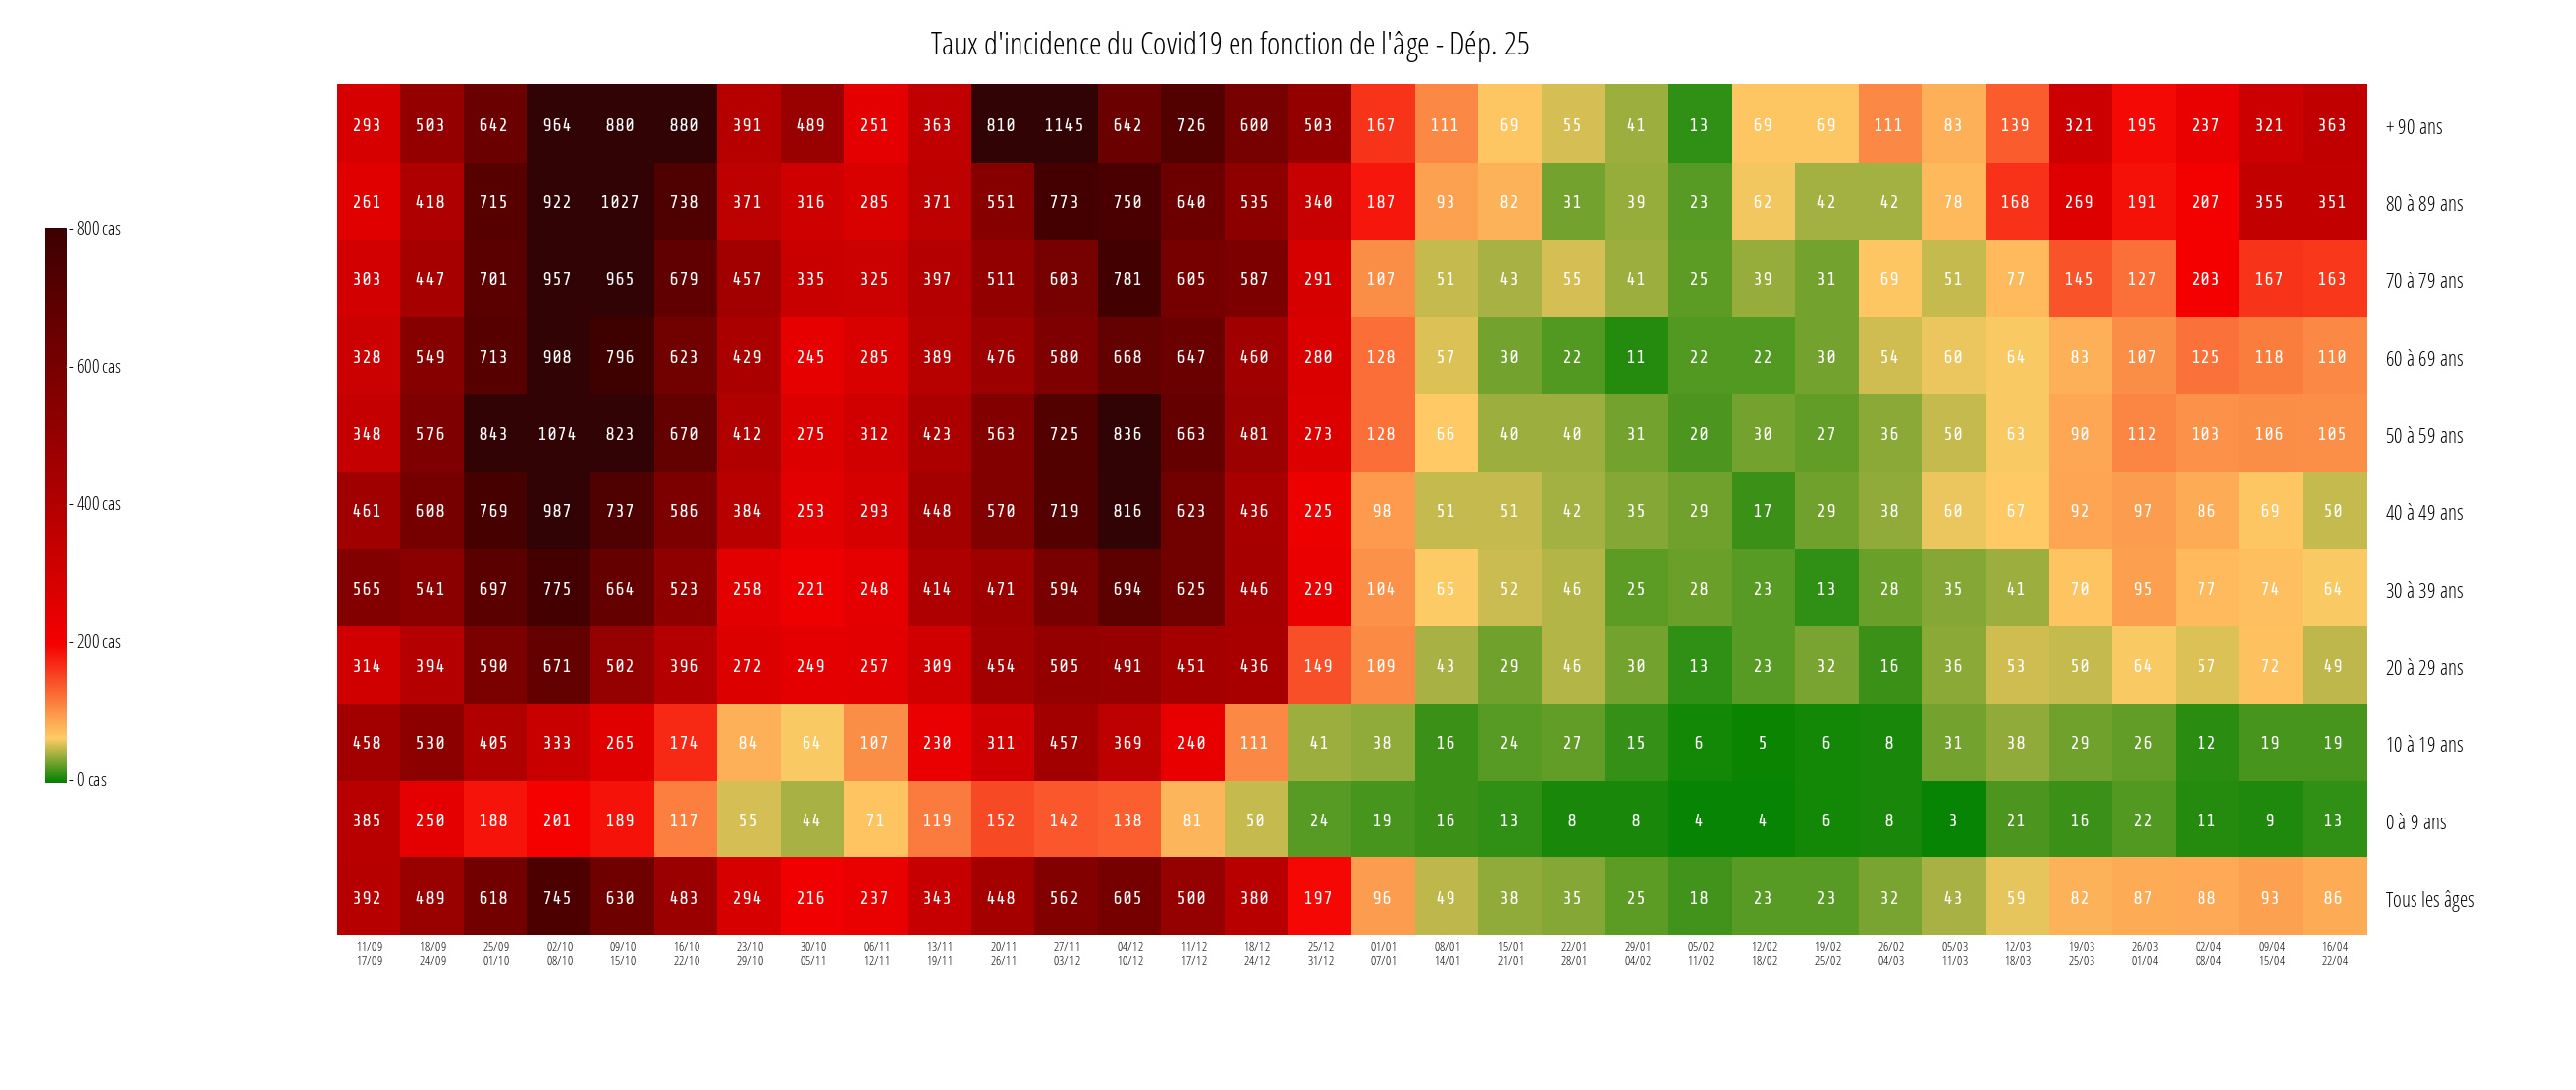 Taux d'incidence du Covid19 en fonction de l'âge - Dép. 25
- 800 cas
- 600 cas
- 400 cas
- 200 cas
- 0 cas
293 503 642 964 880 880 391 489 251 363 810 1145 642 726 600 503 167 111 69 55 41 13 69 69 111 83 139 321 195 237 321 363 + 90 ans
261 418 715 922 1027 738 371 316 285 371 551 773 750 640 535 340 187 93 82 31 39 23 62 42 42 78 168 269 191 207 355 351 80 à 89 ans
303 447 701 957 965 679 457 335 325 397 511 603 781 605 587 291 107 51 43 55 41 25 39 31 69 51 77 145 127 203 167 163 70 à 79 ans
328 549 713 908 796 623 429 245 285 389 476 580 668 647 460 280 128 57 30 22 11 22 22 30 54 60 64 83 107 125 118 110 60 à 69 ans
348 576 843 1074 823 670 412 275 312 423 563 725 836 663 481 273 128 66 40 40 31 20 30 27 36 50 63 90 112 103 106 105 50 à 59 ans
461 608 769 987 737 586 384 253 293 448 570 719 816 623 436 225 98 51 51 42 35 29 17 29 38 60 67 92 97 86 69 50 40 à 49 ans
565 541 697 775 664 523 258 221 248 414 471 594 694 625 446 229 104 65 52 46 25 28 23 13 28 35 41 70 95 77 74 64 30 à 39 ans
314 394 590 671 502 396 272 249 257 309 454 505 491 451 436 149 109 43 29 46 30 13 23 32 16 36 53 50 64 57 72 49 20 à 29 ans
458 530 405 333 265 174 84 64 107 230 311 457 369 240 111 41 38 16 24 27 15 6 5 6 8 31 38 29 26 12 19 19 10 à 19 ans
385 250 188 201 189 117 55 44 71 119 152 142 138 81 50 24 19 16 13 8 8 4 4 6 8 3 21 16 22 11 9 13 0 à 9 ans
392 489 618 745 630 483 294 216 237 343 448 562 605 500 380 197 96 49 38 35 25 18 23 23 32 43 59 82 87 88 93 86 Tous les âges
11/09 18/09 25/09 02/10 09/10 16/10 23/10 30/10 06/11 13/11 20/11 27/11 04/12 11/12 18/12 25/12 01/01 08/01 15/01 22/01 29/01 05/02 12/02 19/02 26/02 05/03 12/03 19/03 26/03 02/04 09/04 16/04
17/09 24/09 01/10 08/10 15/10 22/10 29/10 05/11 12/11 19/11 26/11 03/12 10/12 17/12 24/12 31/12 07/01 14/01 21/01 28/01 04/02 11/02 18/02 25/02 04/03 11/03 18/03 25/03 01/04 08/04 15/04 22/04